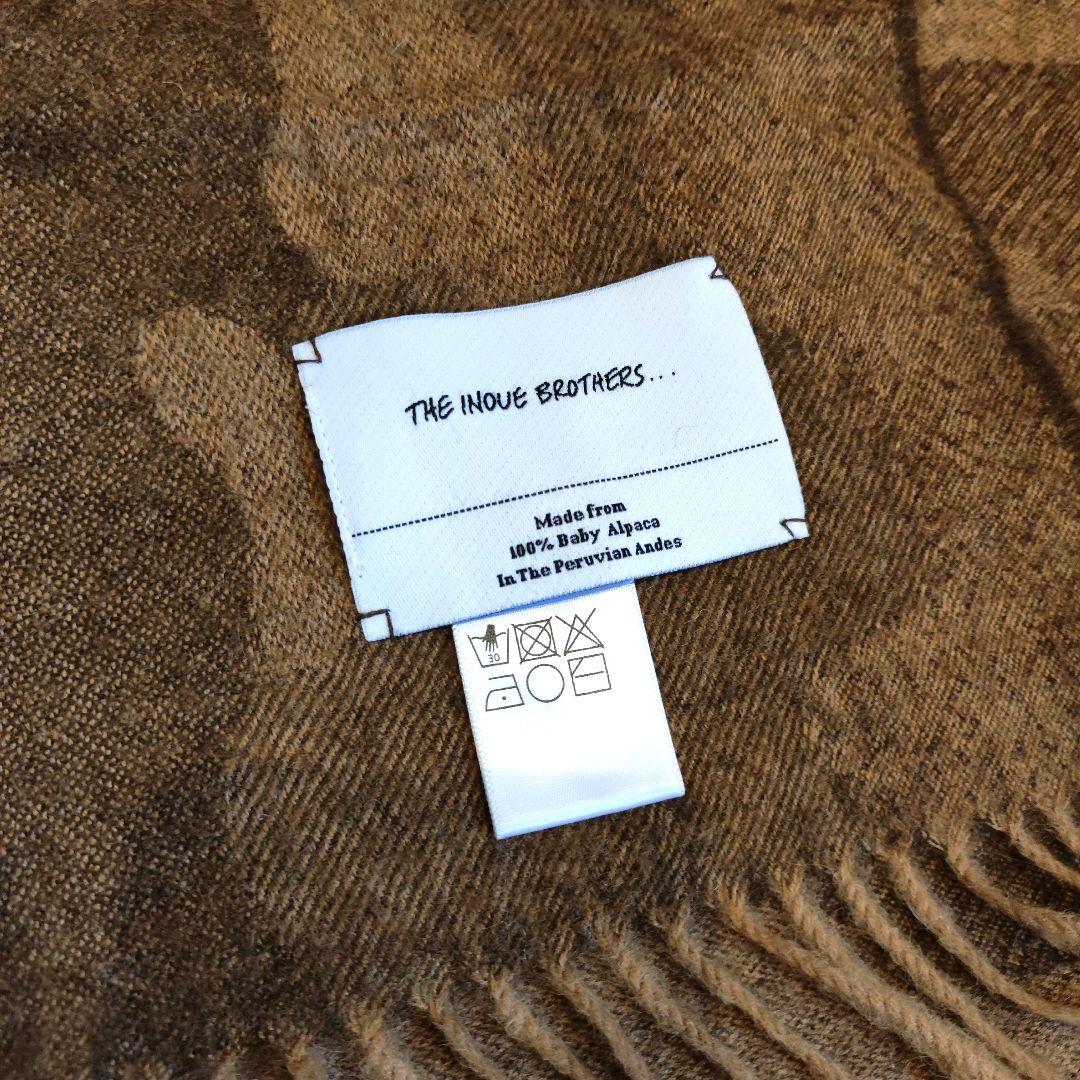 THE INOUE BROTHERS...
Made from
100% Baby Alpaca
In The Peruvian Andes
30